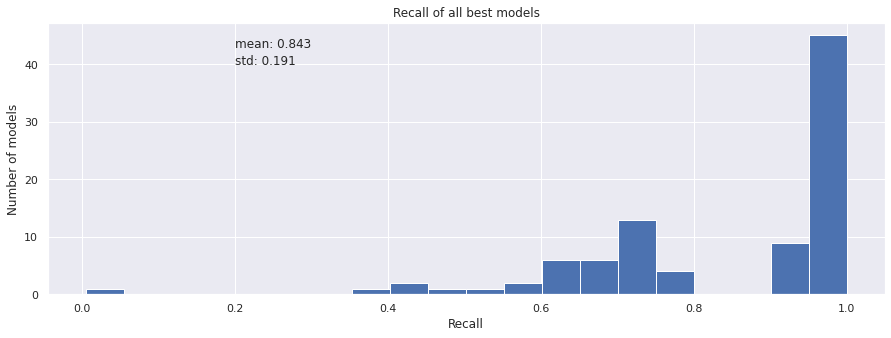 Recall of all best models
mean: 0.843
std: 0.191
Number of models
40
30
20
10
0
0.0 0.2 0.4 0.6 0.8 1.0
Recall